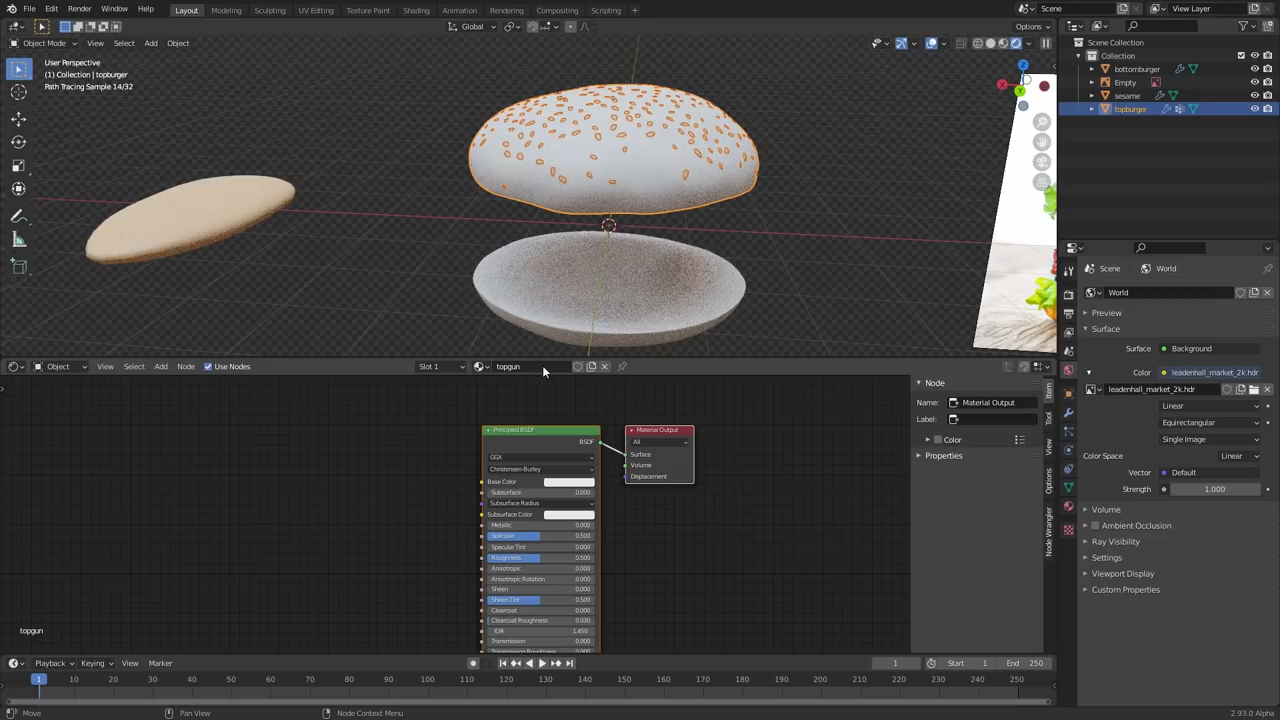 File Edit Render Window Help Layout Modeling Sculpting UV Editing Texture Paint Shading Animation Rendering Compositing Scripting + Scene View Layer
Global Options
Object Mode View Select Add Object
User Perspective
(1) Collection | topburger
Path Tracing Sample 14/32
X
Y
Z
Scene Collection
Collection
bottomburger
Empty
sesame
topburger
Scene World
World
Preview
Surface
Surface Background
Color leadenhall_market_2k.hdr
leadenhall_market_2k.hdr
Linear
Equirectangular
Single Image
Color Space Linear
Vector Default
Strength 1.000
Volume
Ambient Occlusion
Ray Visibility
Settings
Viewport Display
Custom Properties
Object View Select Add Node Use Nodes Slot 1 topgun
Principled BSDF
BSDF
GGX
Christensen-Burley
Base Color
Subsurface 0.000
Subsurface Radius
Subsurface Color
Metallic 0.000
Specular 0.500
Specular Tint 0.000
Roughness 0.500
Anisotropic 0.000
Anisotropic Rotation 0.000
Sheen 0.000
Sheen Tint 0.500
Clearcoat 0.000
Clearcoat Roughness 0.030
IOR 1.450
Transmission 0.000
Transmission Roughness 0.000
Material Output
All
Surface
Volume
Displacement
Node
Name: Material Output
Label:
Color
Properties
Item
Tool
View
Options
Node Wrangler
topgun
Playback Keying View Marker 1 Start 1 End 250
1 10 20 30 40 50 60 70 80 90 100 110 120 130 140 150 160 170 180 190 200 210 220 230 240 250
Select Pan View Node Context Menu 2.93.0 Alpha